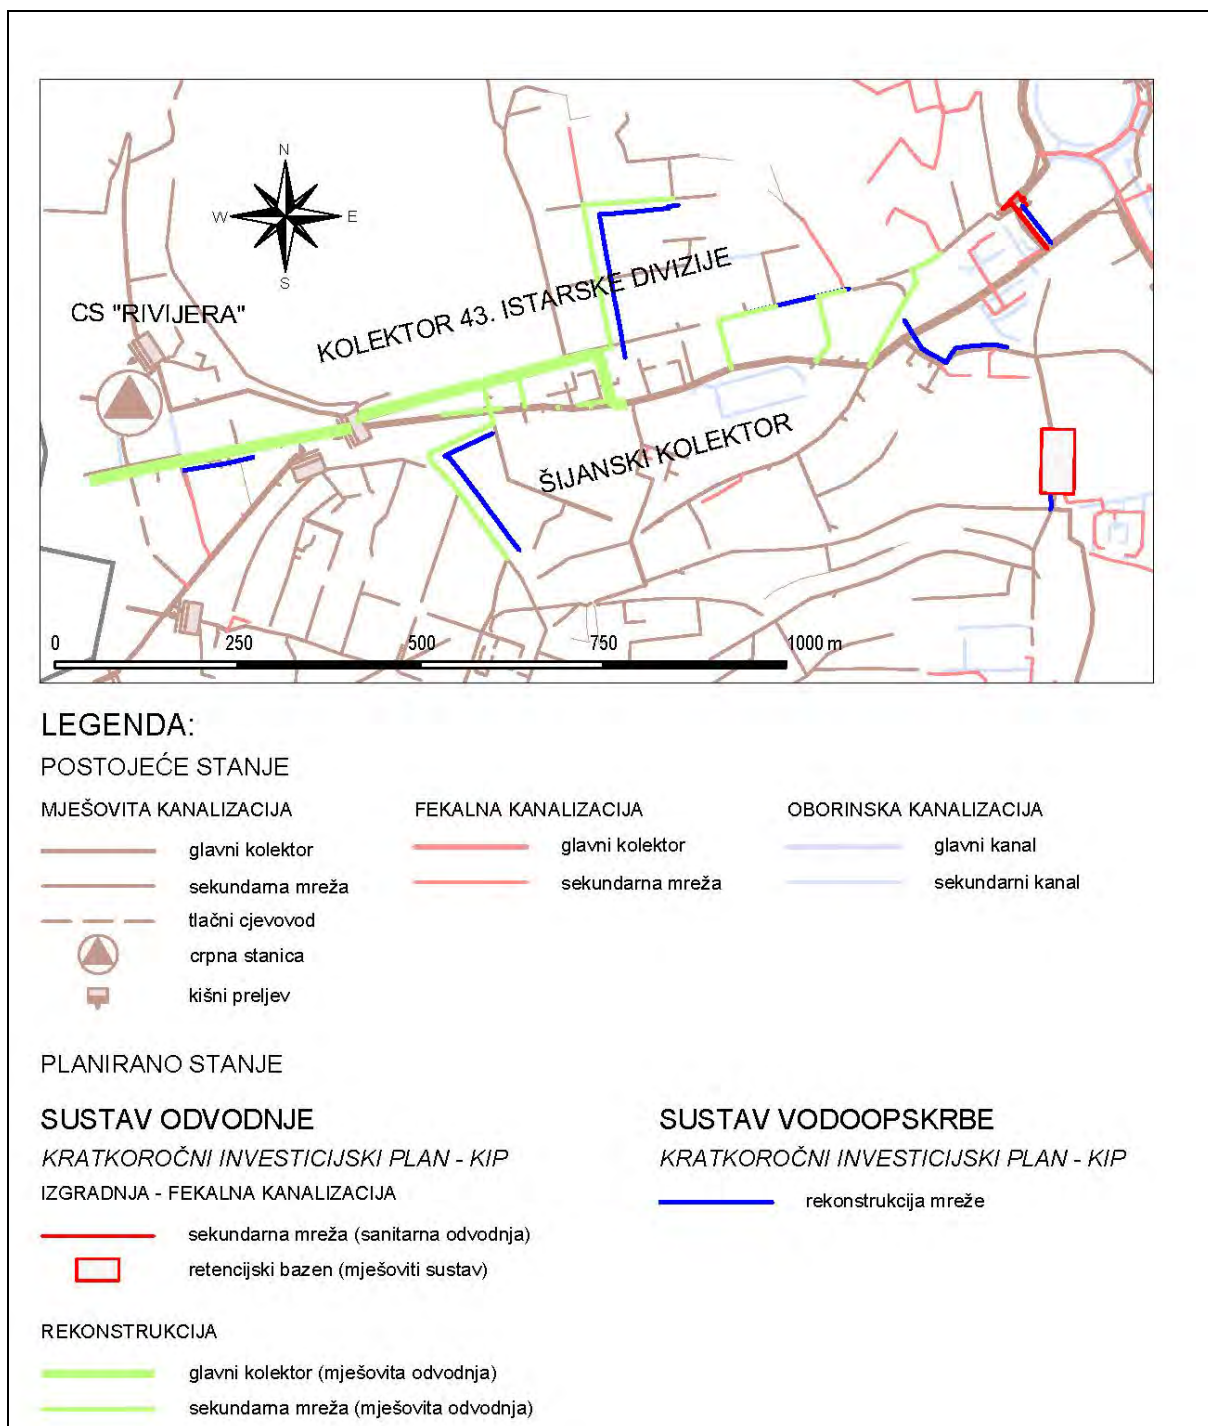 N
W E
S
CS "RIVIJERA"
KOLEKTOR 43. ISTARSKE DIVIZIJE
ŠIJANSKI KOLEKTOR
0 250 500 750 1000 m
LEGENDA:
POSTOJEĆE STANJE
MJEŠOVITA KANALIZACIJA
glavni kolektor
sekundarna mreža
tlačni cjevovod
crpna stanica
kišni preljev
FEKALNA KANALIZACIJA
glavni kolektor
sekundarna mreža
OBORINSKA KANALIZACIJA
glavni kanal
sekundarni kanal
PLANIRANO STANJE
SUSTAV ODVODNJE
KRATKOROČNI INVESTICIJSKI PLAN - KIP
IZGRADNJA - FEKALNA KANALIZACIJA
sekundarna mreža (sanitarna odvodnja)
retencijski bazen (mješoviti sustav)
REKONSTRUKCIJA
glavni kolektor (mješovita odvodnja)
sekundarna mreža (mješovita odvodnja)
SUSTAV VODOOPSKRBE
KRATKOROČNI INVESTICIJSKI PLAN - KIP
rekonstrukcija mreže